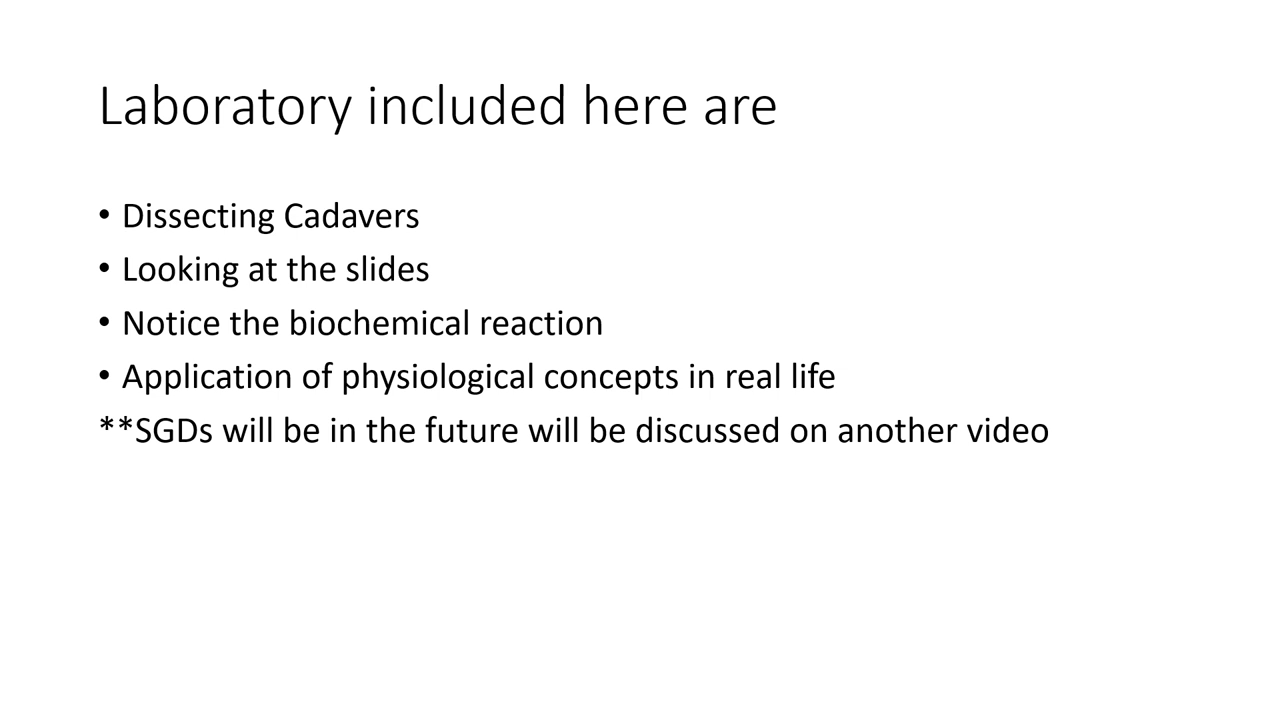 Laboratory included here are
• Dissecting Cadavers
• Looking at the slides
• Notice the biochemical reaction
• Application of physiological concepts in real life
**SGDs will be in the future will be discussed on another video